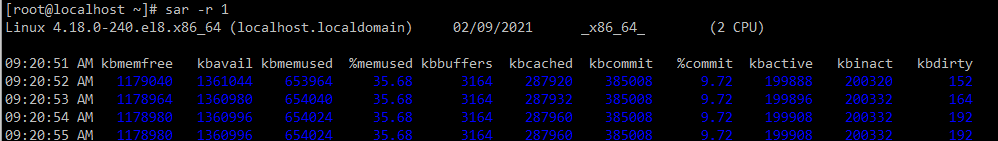 [root@localhost ~]# sar -r 1
Linux 4.18.0-240.el8.x86_64 (localhost.localdomain) 02/09/2021 _x86_64_ (2 CPU)
09:20:51 AM kbmemfree kbavail kbmemused %memused kbbuffers kbcached kbcommit %commit kbactive kbinact kbdirty
09:20:52 AM 1179040 1361044 653964 35.68 3164 287920 385008 9.72 199888 200320 152
09:20:53 AM 1178964 1360980 654040 35.68 3164 287932 385008 9.72 199896 200332 164
09:20:54 AM 1178980 1360996 654024 35.68 3164 287960 385008 9.72 199908 200332 192
09:20:55 AM 1178980 1360996 654024 35.68 3164 287960 385008 9.72 199908 200332 192